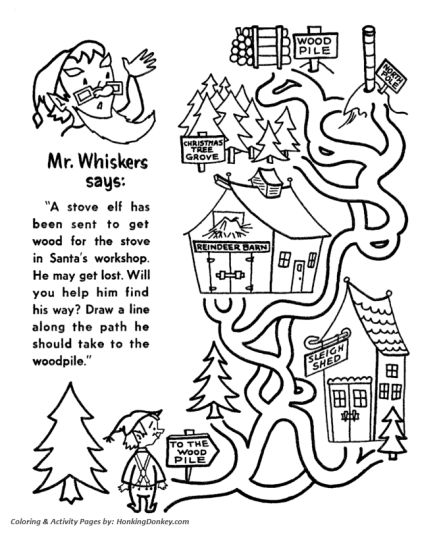 WOOD
PILE
NORTH
POLE
CHRISTMAS
TREE
GROVE
Mr. Whiskers
says:
"A stove elf has
been sent to get
wood for the stove
in Santa's workshop.
He may get lost. Will
you help him find
his way? Draw a line
along the path he
should take to the
woodpile."
REINDEER BARN
SLEIGH
SHED
TO THE
WOOD
PILE
Coloring & Activity Pages by: HonkingDonkey.com